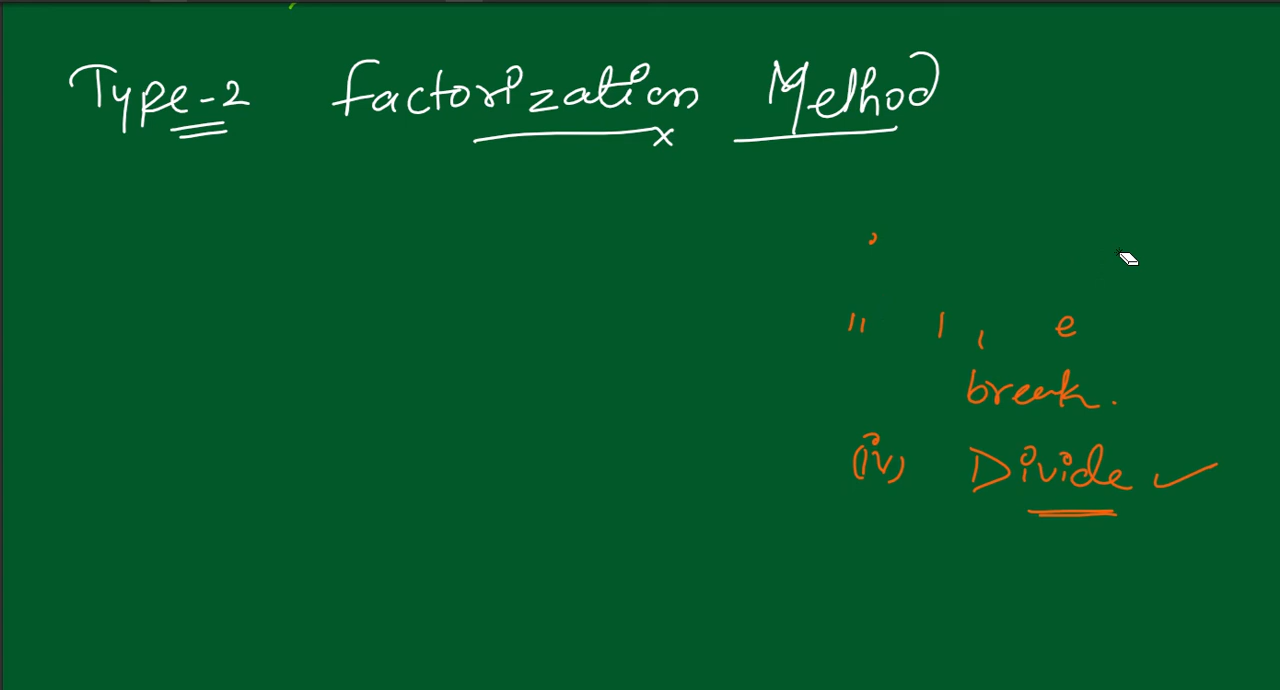 Type-2 Factorization Method
break.
(iv) Divide